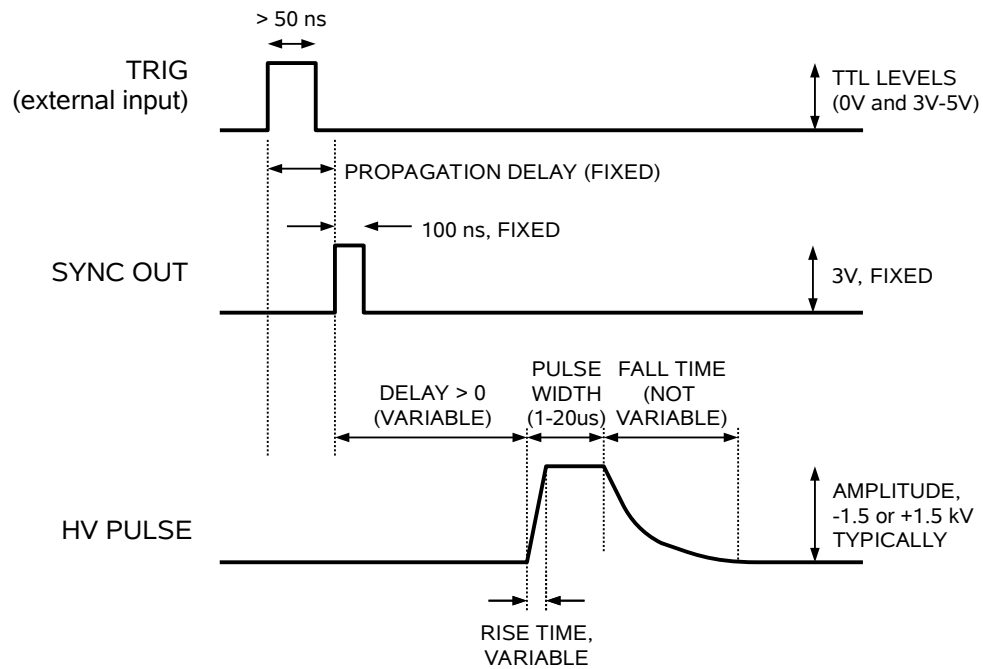 > 50 ns
TRIG
(external input)
TTL LEVELS
(0V and 3V-5V)
PROPAGATION DELAY (FIXED)
100 ns, FIXED
SYNC OUT
3V, FIXED
DELAY > 0
(VARIABLE)
PULSE
WIDTH
(1-20us)
FALL TIME
(NOT
VARIABLE)
HV PULSE
AMPLITUDE,
-1.5 or +1.5 kV
TYPICALLY
RISE TIME,
VARIABLE